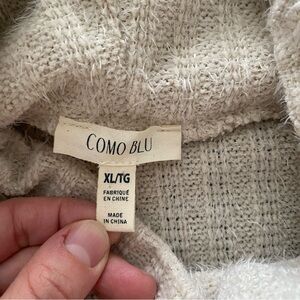 COMO BLU
XL/TG
FABRIQUÉ
EN CHINE
MADE
IN CHINA